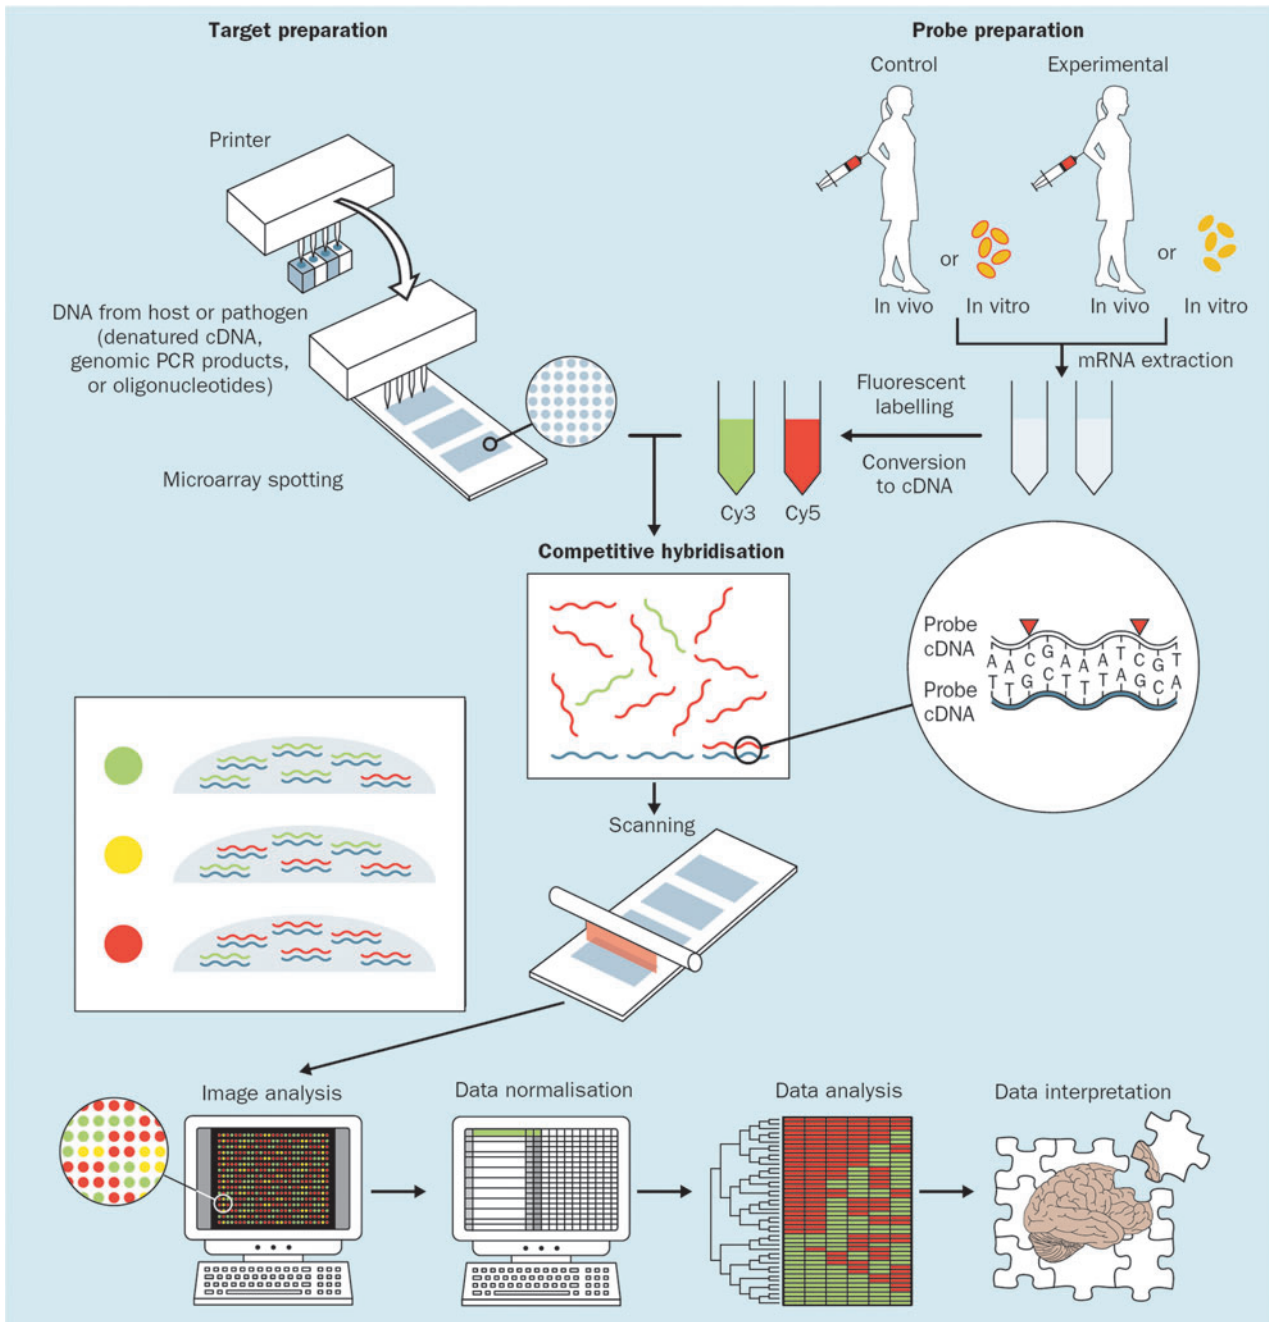 Target preparation
Probe preparation
Control
Experimental
Printer
or
or
In vivo
In vitro
In vivo
In vitro
DNA from host or pathogen
(denatured cDNA,
genomic PCR products,
or oligonucleotides)
mRNA extraction
Fluorescent
labelling
Conversion
to cDNA
Microarray spotting
Cy3
Cy5
Competitive hybridisation
Probe
cDNA
A A C G A A A T C G T
T T G C T T T A G C A
Probe
cDNA
Scanning
Image analysis
Data normalisation
Data analysis
Data interpretation